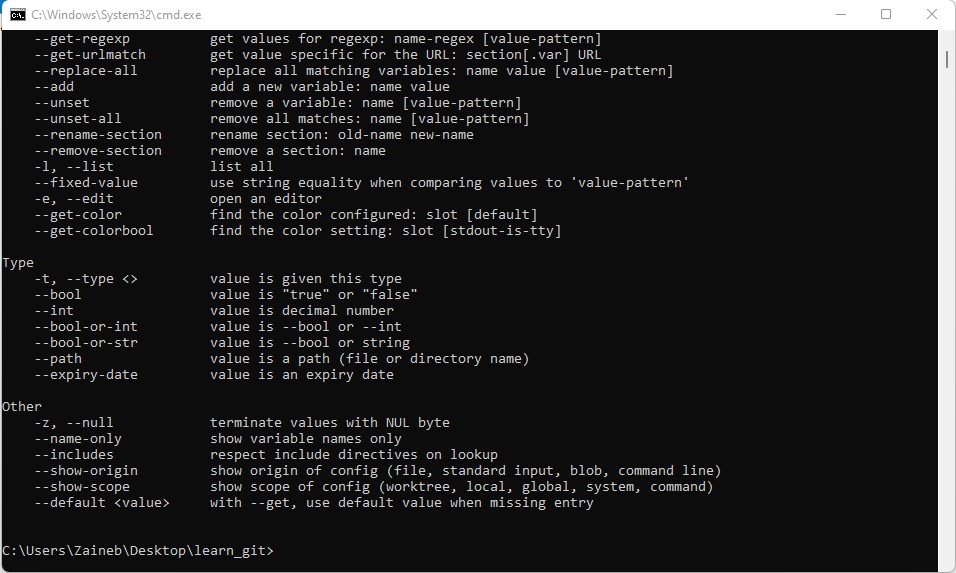 C:\Windows\System32\cmd.exe
--get-regexp get values for regexp: name-regex [value-pattern]
--get-urlmatch get value specific for the URL: section[.var] URL
--replace-all replace all matching variables: name value [value-pattern]
--add add a new variable: name value
--unset remove a variable: name [value-pattern]
--unset-all remove all matches: name [value-pattern]
--rename-section rename section: old-name new-name
--remove-section remove a section: name
-l, --list list all
--fixed-value use string equality when comparing values to 'value-pattern'
-e, --edit open an editor
--get-color find the color configured: slot [default]
--get-colorbool find the color setting: slot [stdout-is-tty]
Type
-t, --type <> value is given this type
--bool value is "true" or "false"
--int value is decimal number
--bool-or-int value is --bool or --int
--bool-or-str value is --bool or string
--path value is a path (file or directory name)
--expiry-date value is an expiry date
Other
-z, --null terminate values with NUL byte
--name-only show variable names only
--includes respect include directives on lookup
--show-origin show origin of config (file, standard input, blob, command line)
--show-scope show scope of config (worktree, local, global, system, command)
--default <value> with --get, use default value when missing entry
C:\Users\Zaineb\Desktop\learn_git>